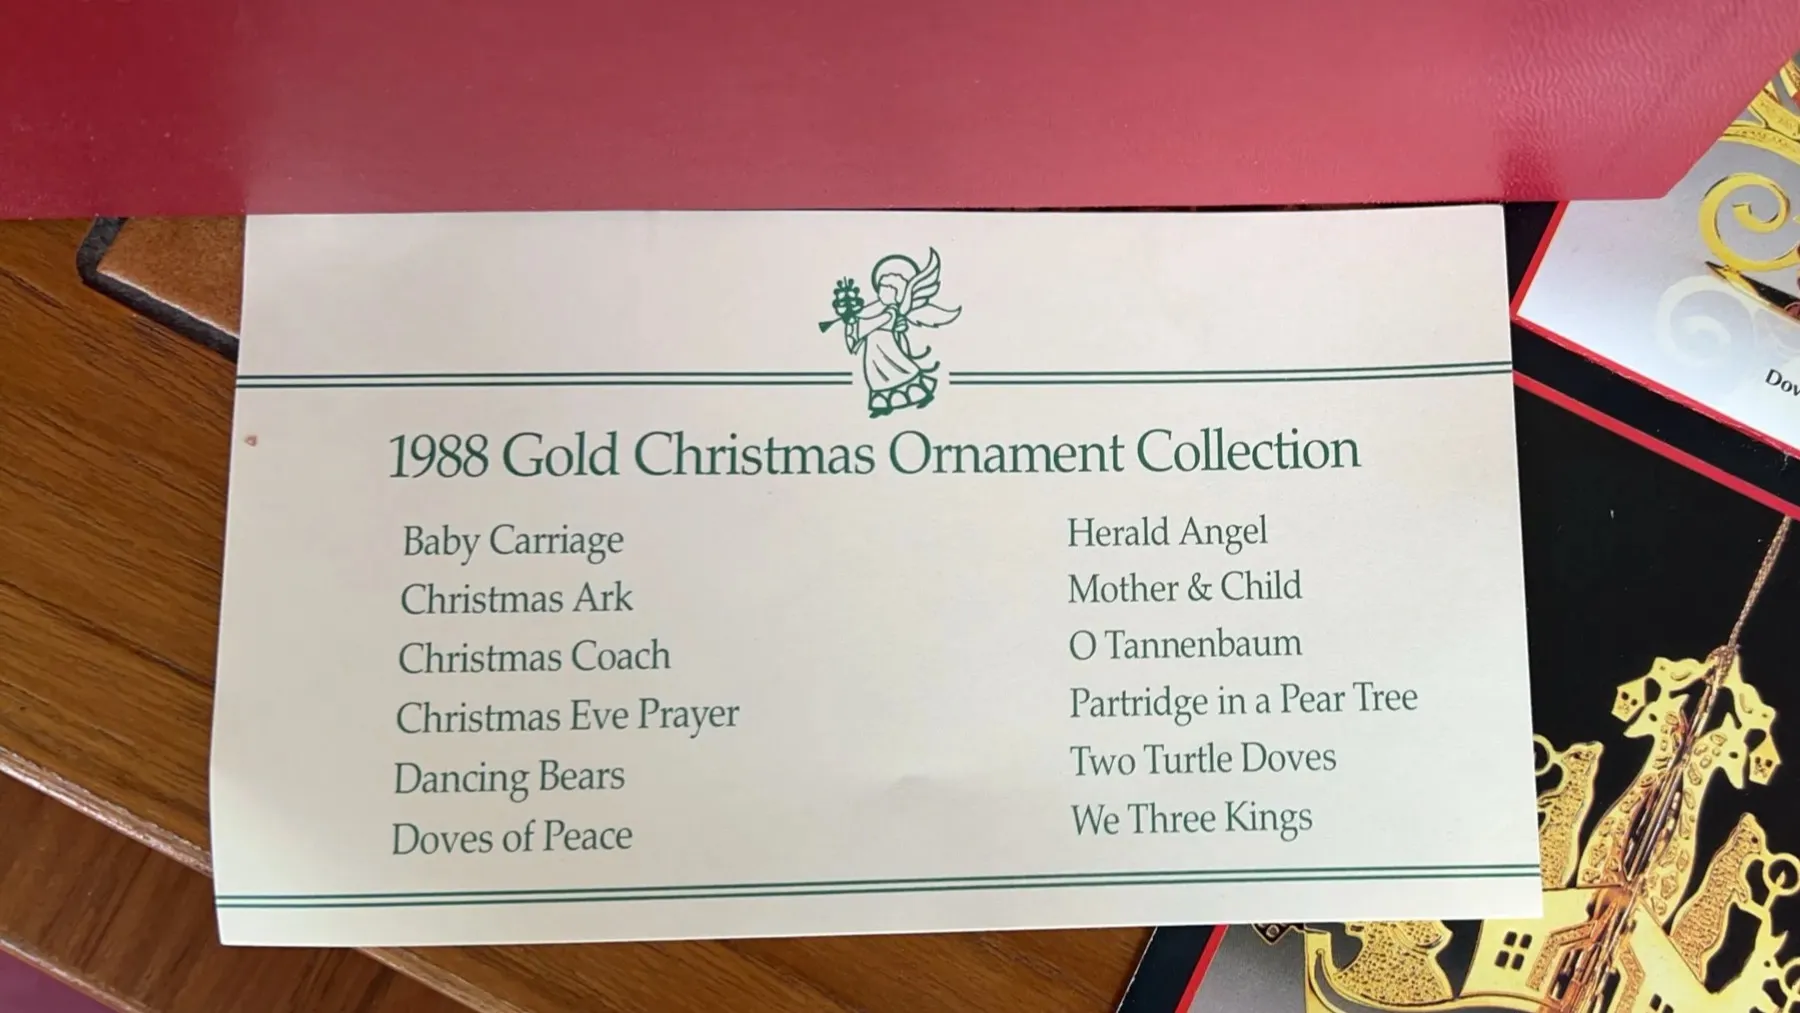 1988 Gold Christmas Ornament Collection
Baby Carriage
Christmas Ark
Christmas Coach
Christmas Eve Prayer
Dancing Bears
Doves of Peace
Herald Angel
Mother & Child
O Tannenbaum
Partridge in a Pear Tree
Two Turtle Doves
We Three Kings